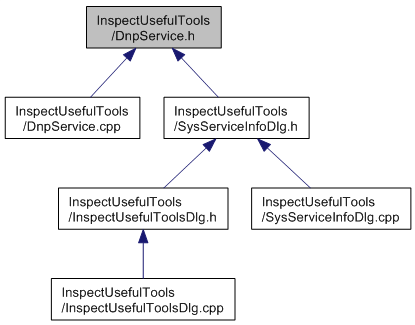 InspectUsefulTools
/DnpService.h
InspectUsefulTools
/DnpService.cpp
InspectUsefulTools
/SysServiceInfoDlg.h
InspectUsefulTools
/InspectUsefulToolsDlg.h
InspectUsefulTools
/SysServiceInfoDlg.cpp
InspectUsefulTools
/InspectUsefulToolsDlg.cpp